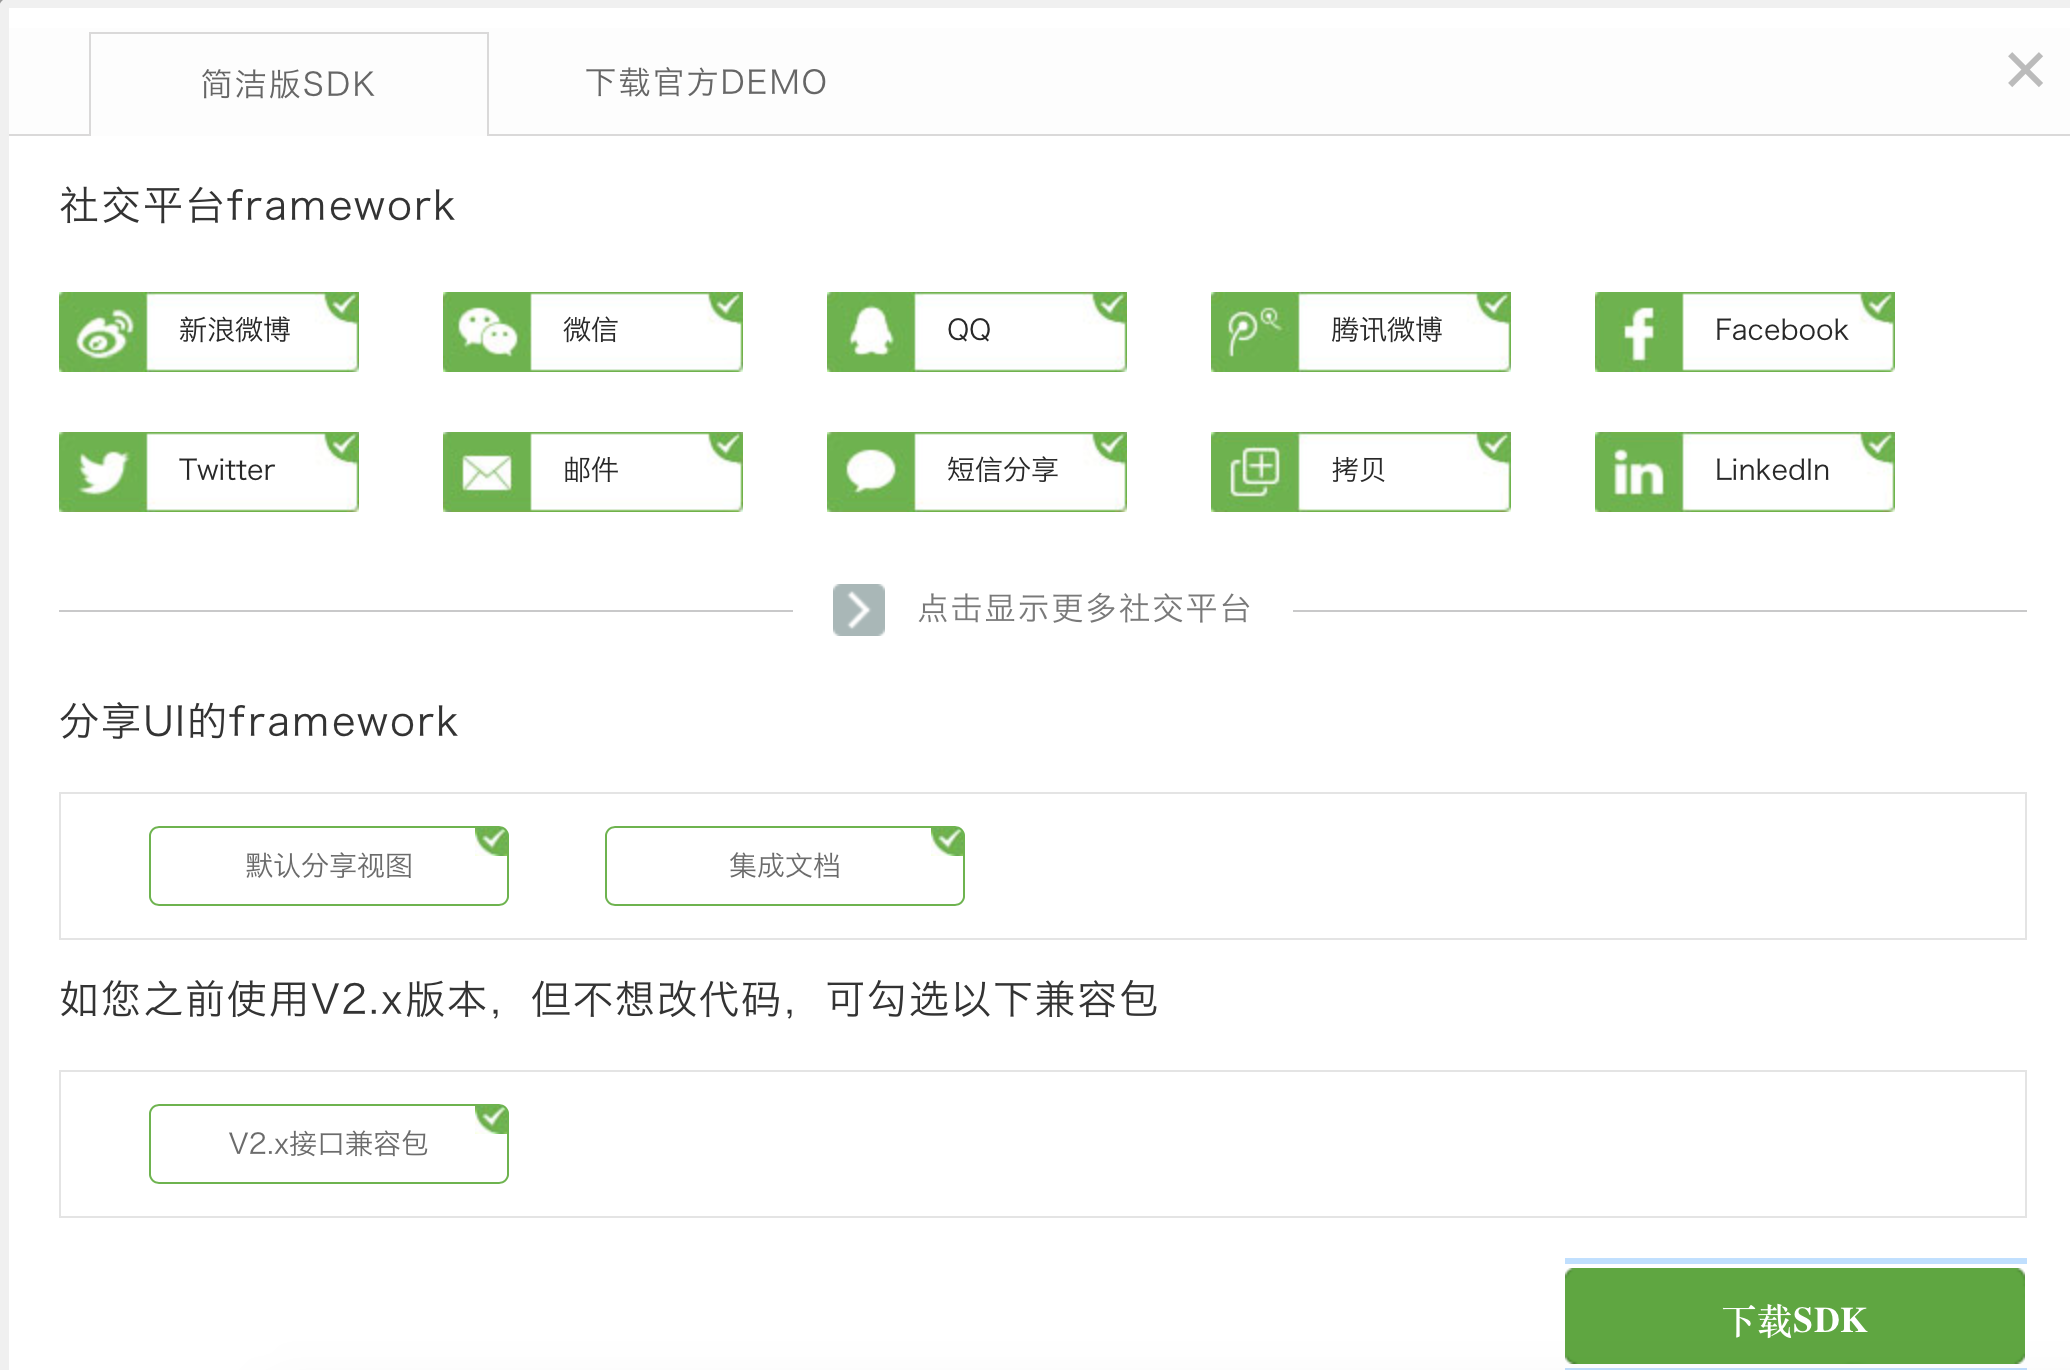 简洁版SDK
下载官方DEMO
社交平台framework
新浪微博
微信
QQ
腾讯微博
Facebook
Twitter
邮件
短信分享
拷贝
LinkedIn
点击显示更多社交平台
分享UI的framework
默认分享视图
集成文档
如您之前使用V2.x版本，但不想改代码，可勾选以下兼容包
V2.x接口兼容包
下载SDK